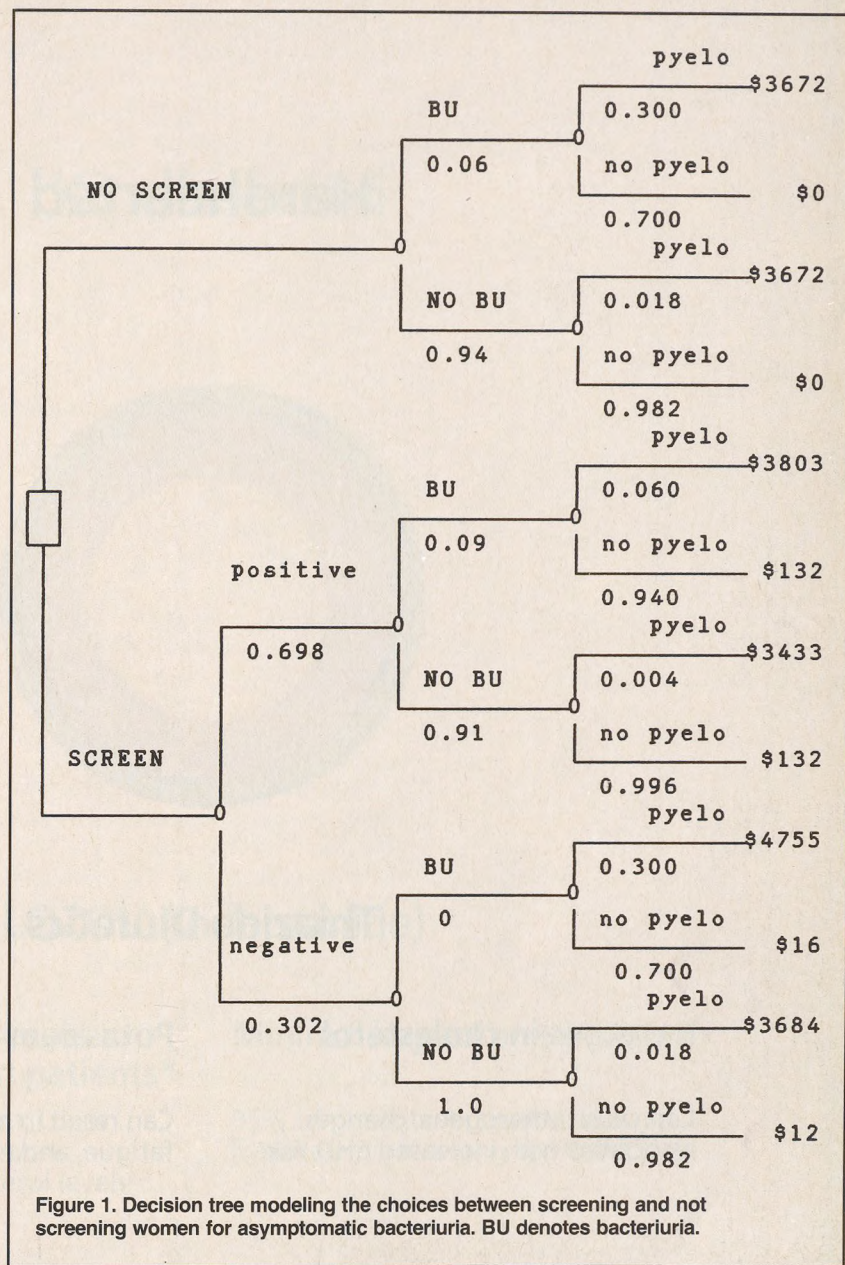 pyelo
$3672
BU
0.300
0.06
no pyelo
$0
NO SCREEN
0.700
pyelo
$3672
NO BU
0.018
0.94
no pyelo
$0
0.982
pyelo
$3803
BU
0.060
0.09
no pyelo
$132
positive
0.940
pyelo
0.698
$3433
NO BU
0.004
0.91
no pyelo
$132
SCREEN
0.996
pyelo
$4755
BU
0.300
0
no pyelo
$16
negative
0.700
pyelo
0.302
$3684
NO BU
0.018
1.0
no pyelo
$12
0.982
Figure 1. Decision tree modeling the choices between screening and not
screening women for asymptomatic bacteriuria. BU denotes bacteriuria.